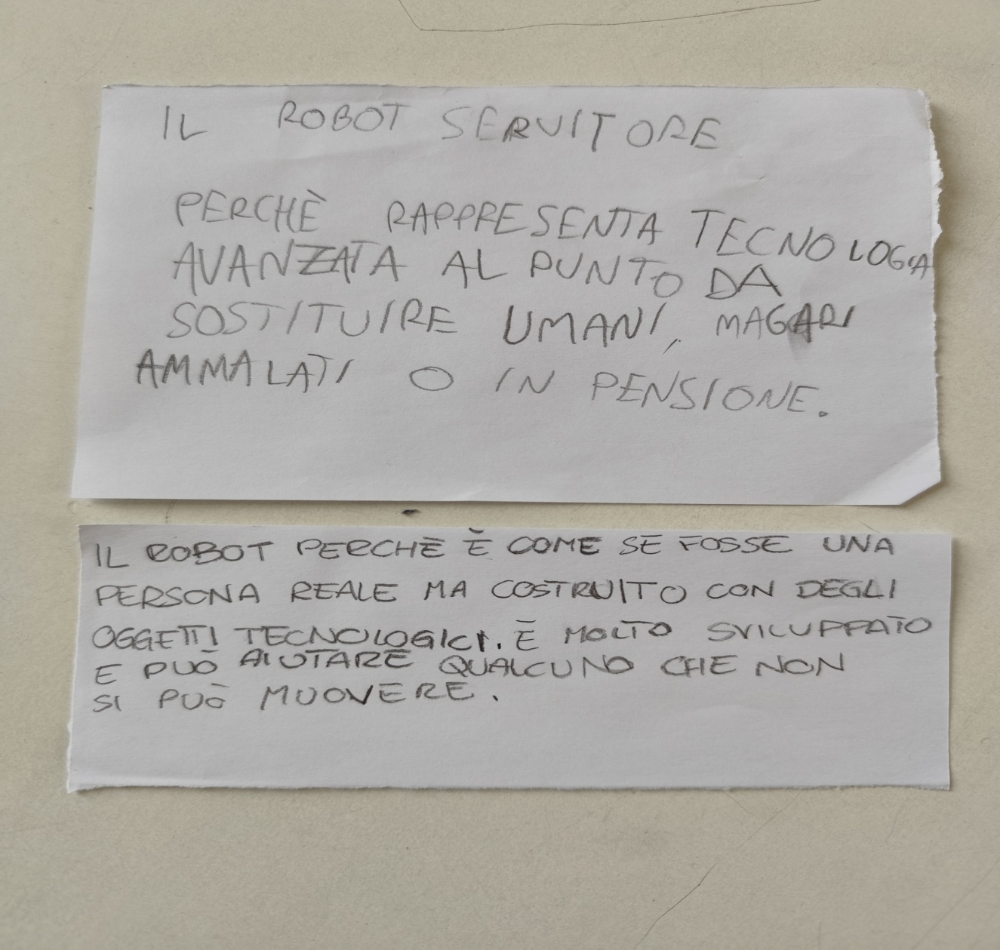 IL ROBOT SERVITORE
PERCHÈ RAPPRESENTA TECNOLOGIA
AVANZATA AL PUNTO DA
SOSTITUIRE UMANI, MAGARI
AMMALATI O IN PENSIONE.
IL ROBOT PERCHÈ È COME SE FOSSE UNA
PERSONA REALE MA COSTRUITO CON DEGLI
OGGETTI TECNOLOGICI. È MOLTO SVILUPPATO
E PUÒ AIUTARE QUALCUNO CHE NON
SI PUÒ MUOVERE.